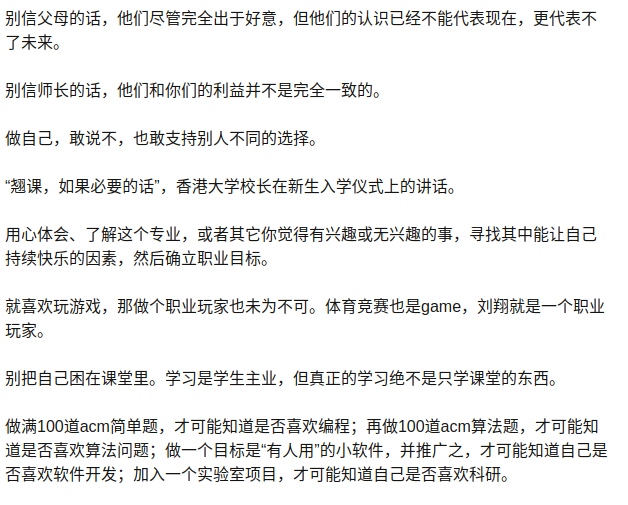 别信父母的话，他们尽管完全出于好意，但他们的认识已经不能代表现在，更代表不
了未来。
别信师长的话，他们和你们的利益并不是完全一致的。
做自己，敢说不，也敢支持别人不同的选择。
“翘课，如果必要的话”，香港大学校长在新生入学仪式上的讲话。
用心体会、了解这个专业，或者其它你觉得有兴趣或无兴趣的事，寻找其中能让自己
持续快乐的因素，然后确立职业目标。
就喜欢玩游戏，那做个职业玩家也未为不可。体育竞赛也是game，刘翔就是一个职业
玩家。
别把自己困在课堂里。学习是学生主业，但真正的学习绝不是只学课堂的东西。
做满100道acm简单题，才可能知道是否喜欢编程；再做100道acm算法题，才可能知
道是否喜欢算法问题；做一个目标是“有人用”的小软件，并推广之，才可能知道自己是
否喜欢软件开发；加入一个实验室项目，才可能知道自己是否喜欢科研。